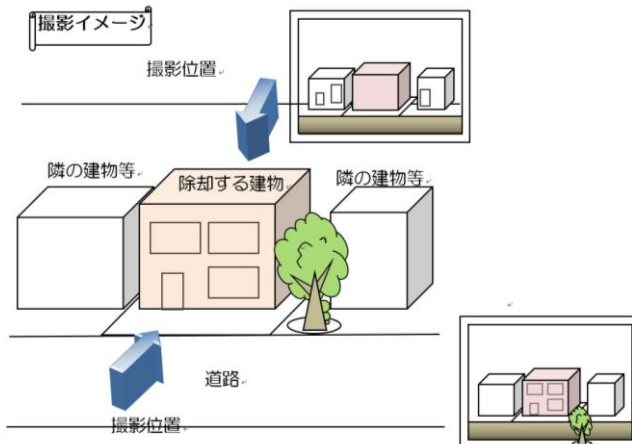 撮影イメージ
撮影位置
隣の建物等
除却する建物
隣の建物等
道路
撮影位置